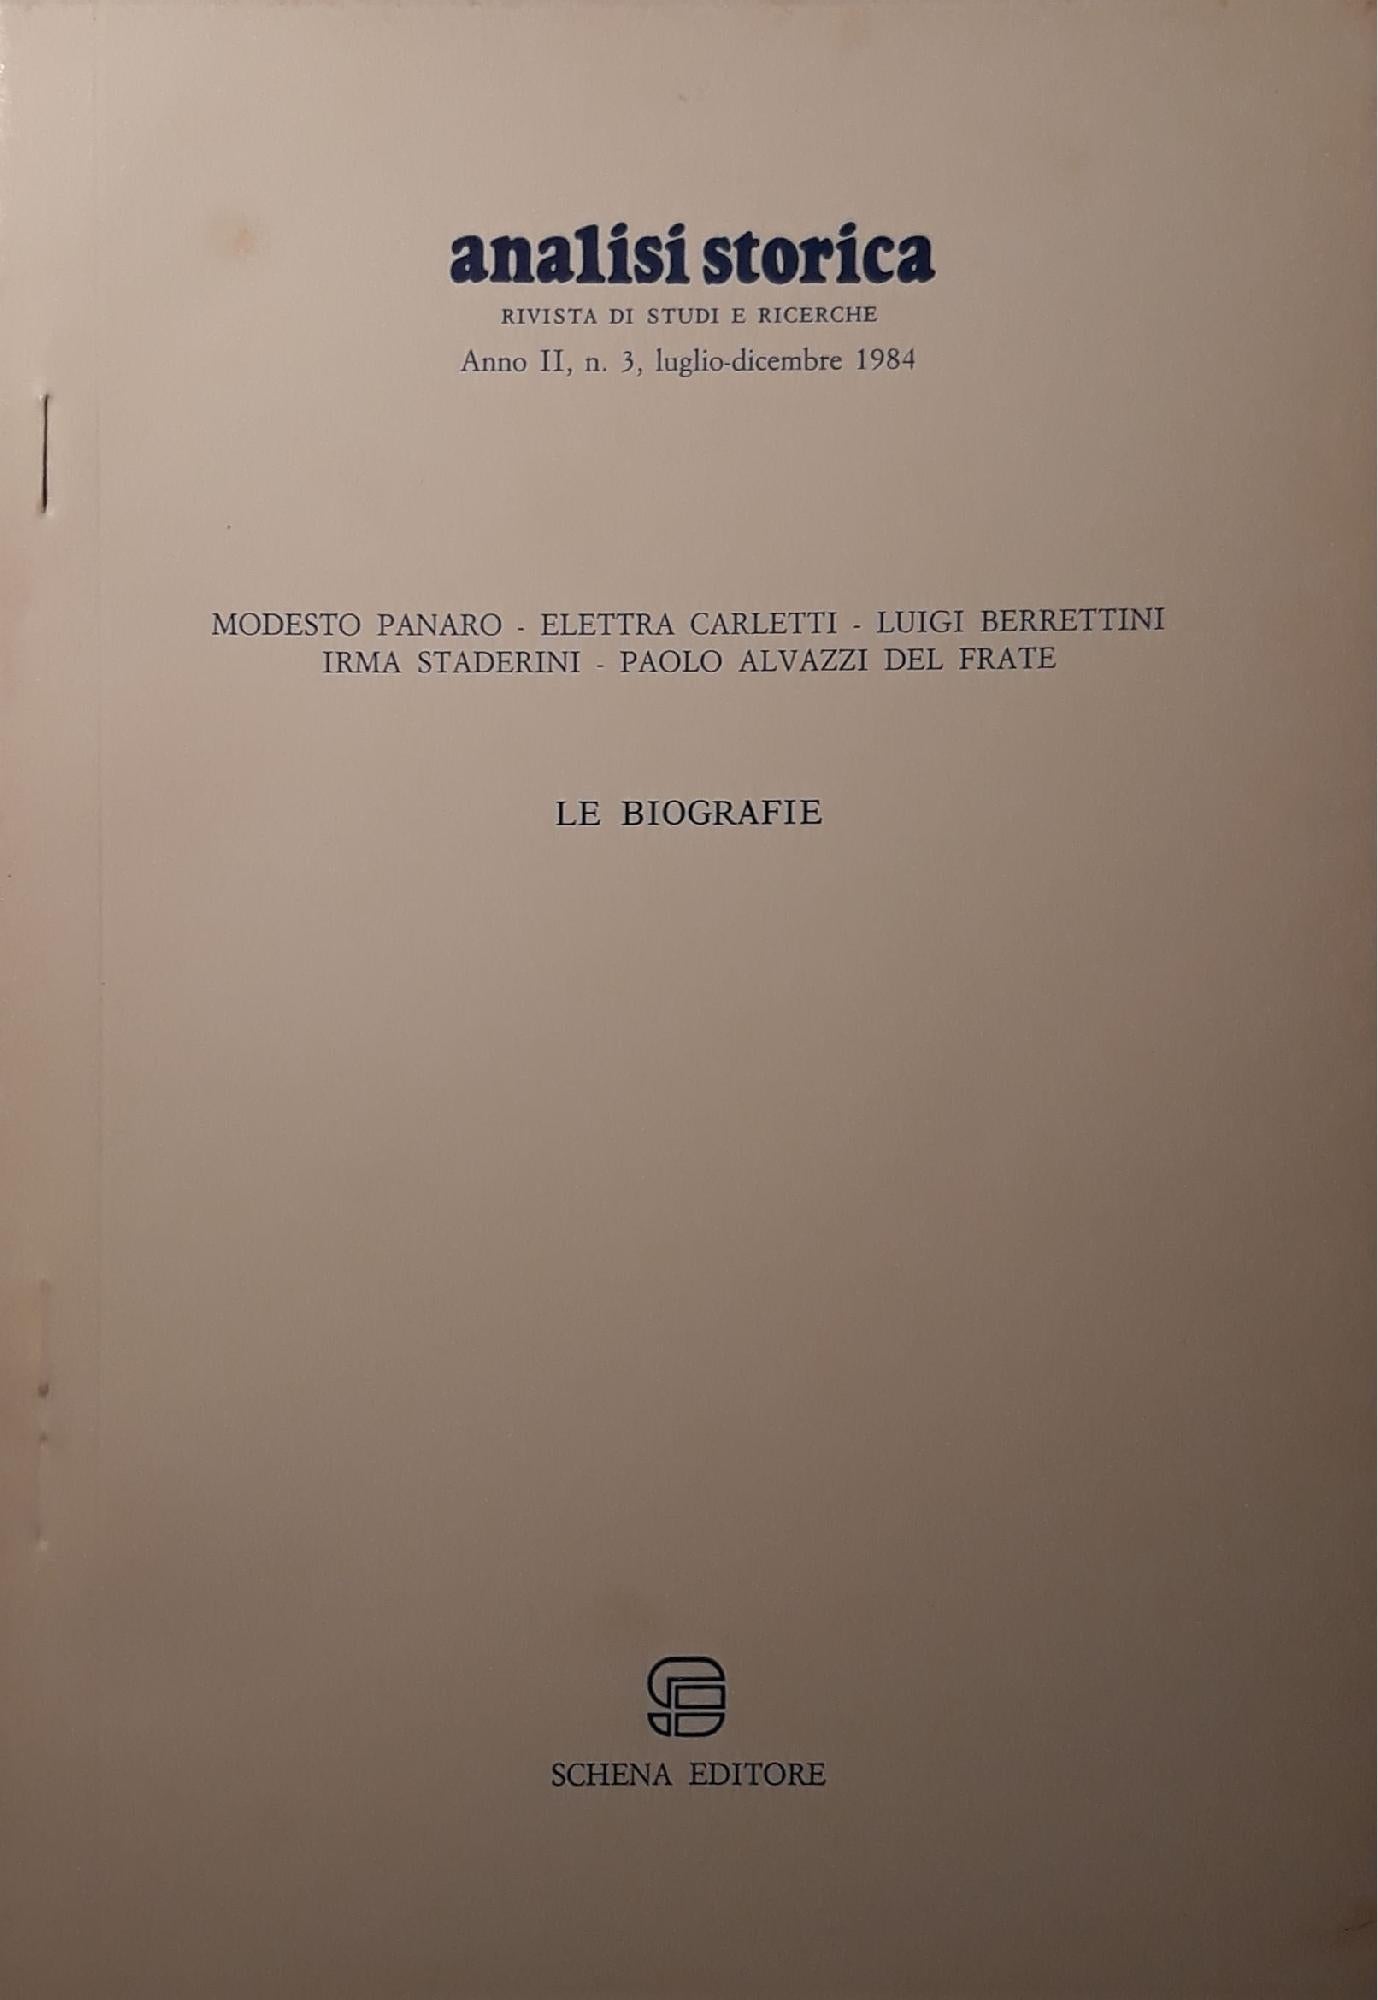 analisi storica
RIVISTA DI STUDI E RICERCHE
Anno II, n. 3, luglio-dicembre 1984
MODESTO PANARO - ELETTRA CARLETTI - LUIGI BERRETTINI
IRMA STADERINI - PAOLO ALVAZZI DEL FRATE
LE BIOGRAFIE
SCHENA EDITORE